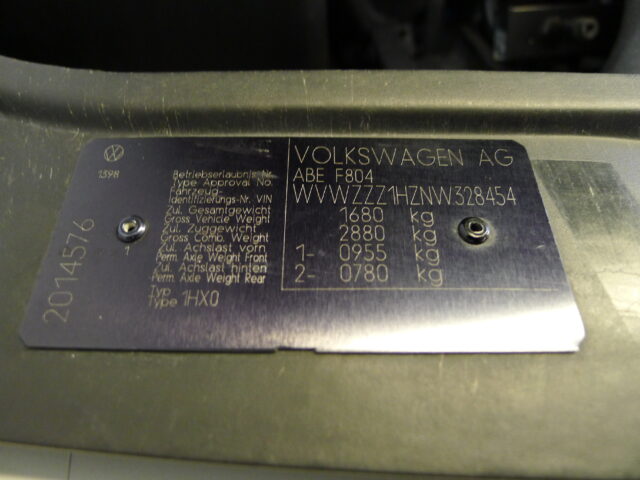 1398
2014576
1
Betriebserlaubnis Nr.
Type Approval No.
Fahrzeug-
Identifizierungs-Nr. VIN
Zul. Gesamtgewicht
Gross Vehicle Weight
Zul. Zuggewicht
Gross Comb. Weight
Zul. Achslast vorn
Perm. Axle Weight Front
Zul. Achslast hinten
Perm. Axle Weight Rear
Typ
Type 1HX0
VOLKSWAGEN AG
ABE F804
WVWZZZ1HZNW328454
1680 kg
2880 kg
1- 0955 kg
2- 0780 kg